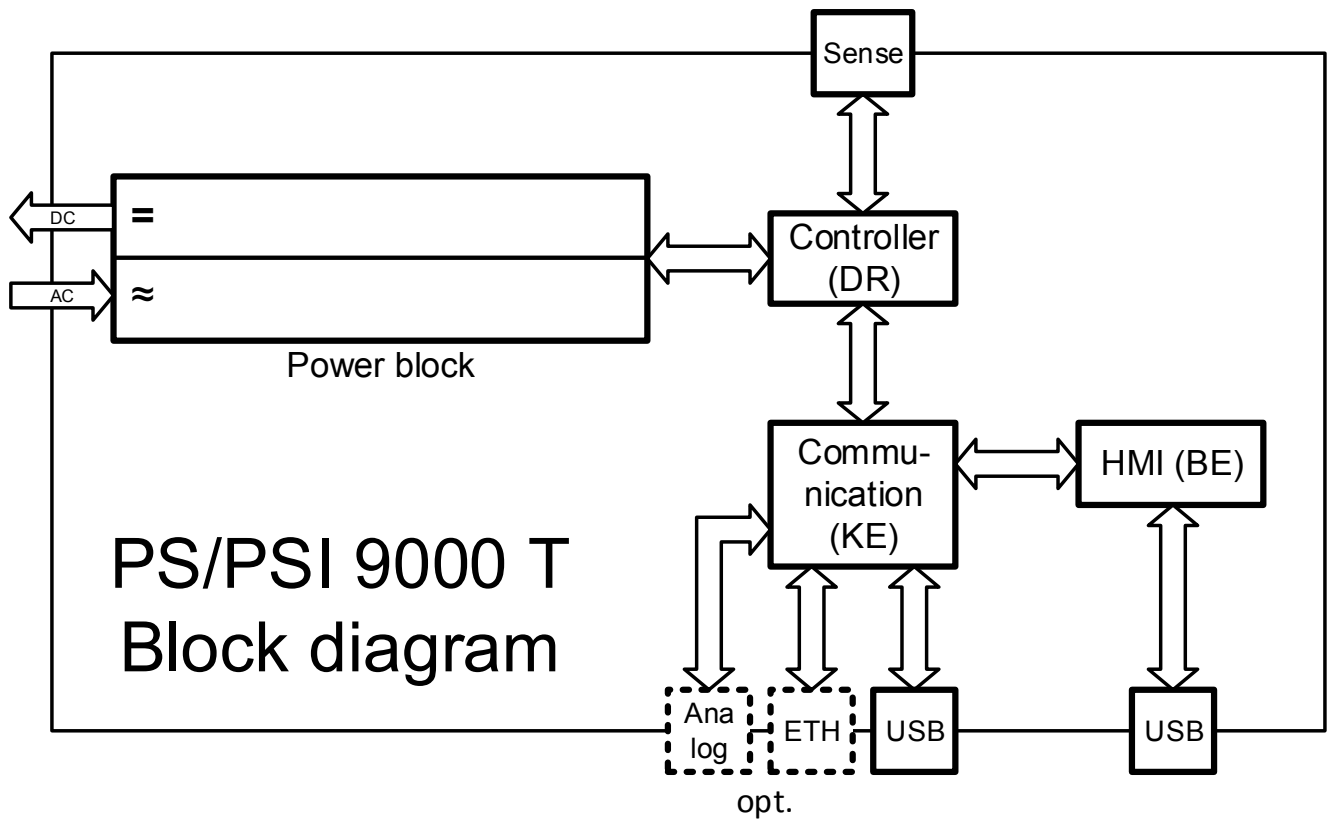 Sense
DC
=
Controller
(DR)
AC
≈
Power block
Commu-
nication
(KE)
HMI (BE)
PS/PSI 9000 T
Block diagram
Ana
log
ETH
USB
USB
opt.